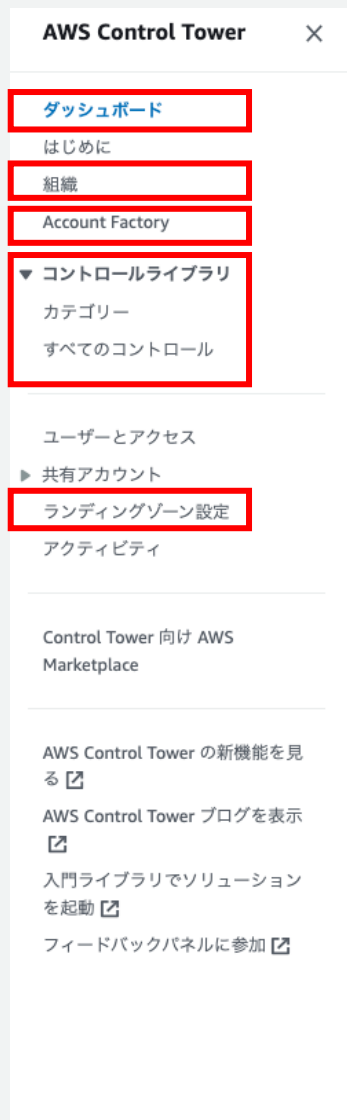 AWS Control Tower
ダッシュボード
はじめに
組織
Account Factory
コントロールライブラリ
カテゴリー
すべてのコントロール
ユーザーとアクセス
共有アカウント
ランディングゾーン設定
アクティビティ
Control Tower 向け AWS
Marketplace
AWS Control Tower の新機能を見
る
AWS Control Tower ブログを表示
入門ライブラリでソリューション
を起動
フィードバックパネルに参加